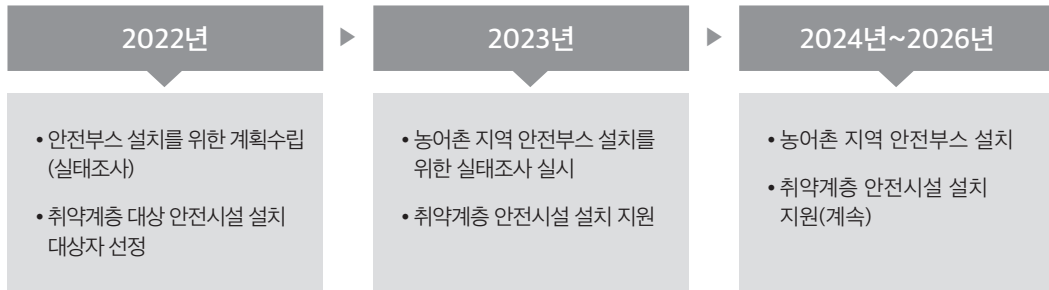 2022년
• 안전부스 설치를 위한 계획수립
(실태조사)
• 취약계층 대상 안전시설 설치
대상자 선정
2023년
• 농어촌 지역 안전부스 설치를
위한 실태조사 실시
• 취약계층 안전시설 설치 지원
2024년~2026년
• 농어촌 지역 안전부스 설치
• 취약계층 안전시설 설치
지원(계속)